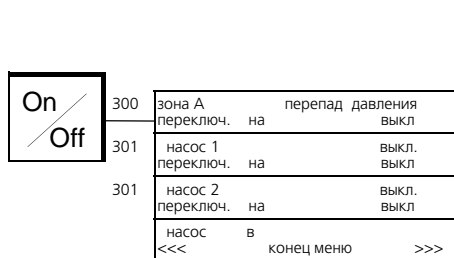 On
Off
300 зона А перепад давления
переключ. на выкл
301 насос 1 выкл.
переключ. на выкл
301 насос 2 выкл.
переключ. на выкл
насос в
<<< конец меню >>>